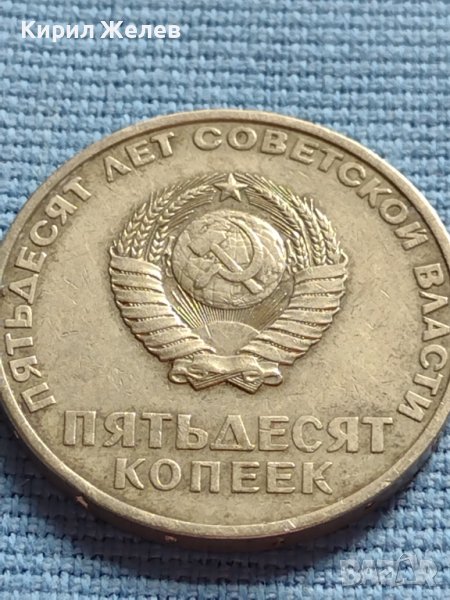 Кирил Желев
ПЯТЬДЕСЯТ ЛЕТ СОВЕТСКОЙ ВЛАСТИ
ПЯТЬДЕСЯТ
КОПЕЕК